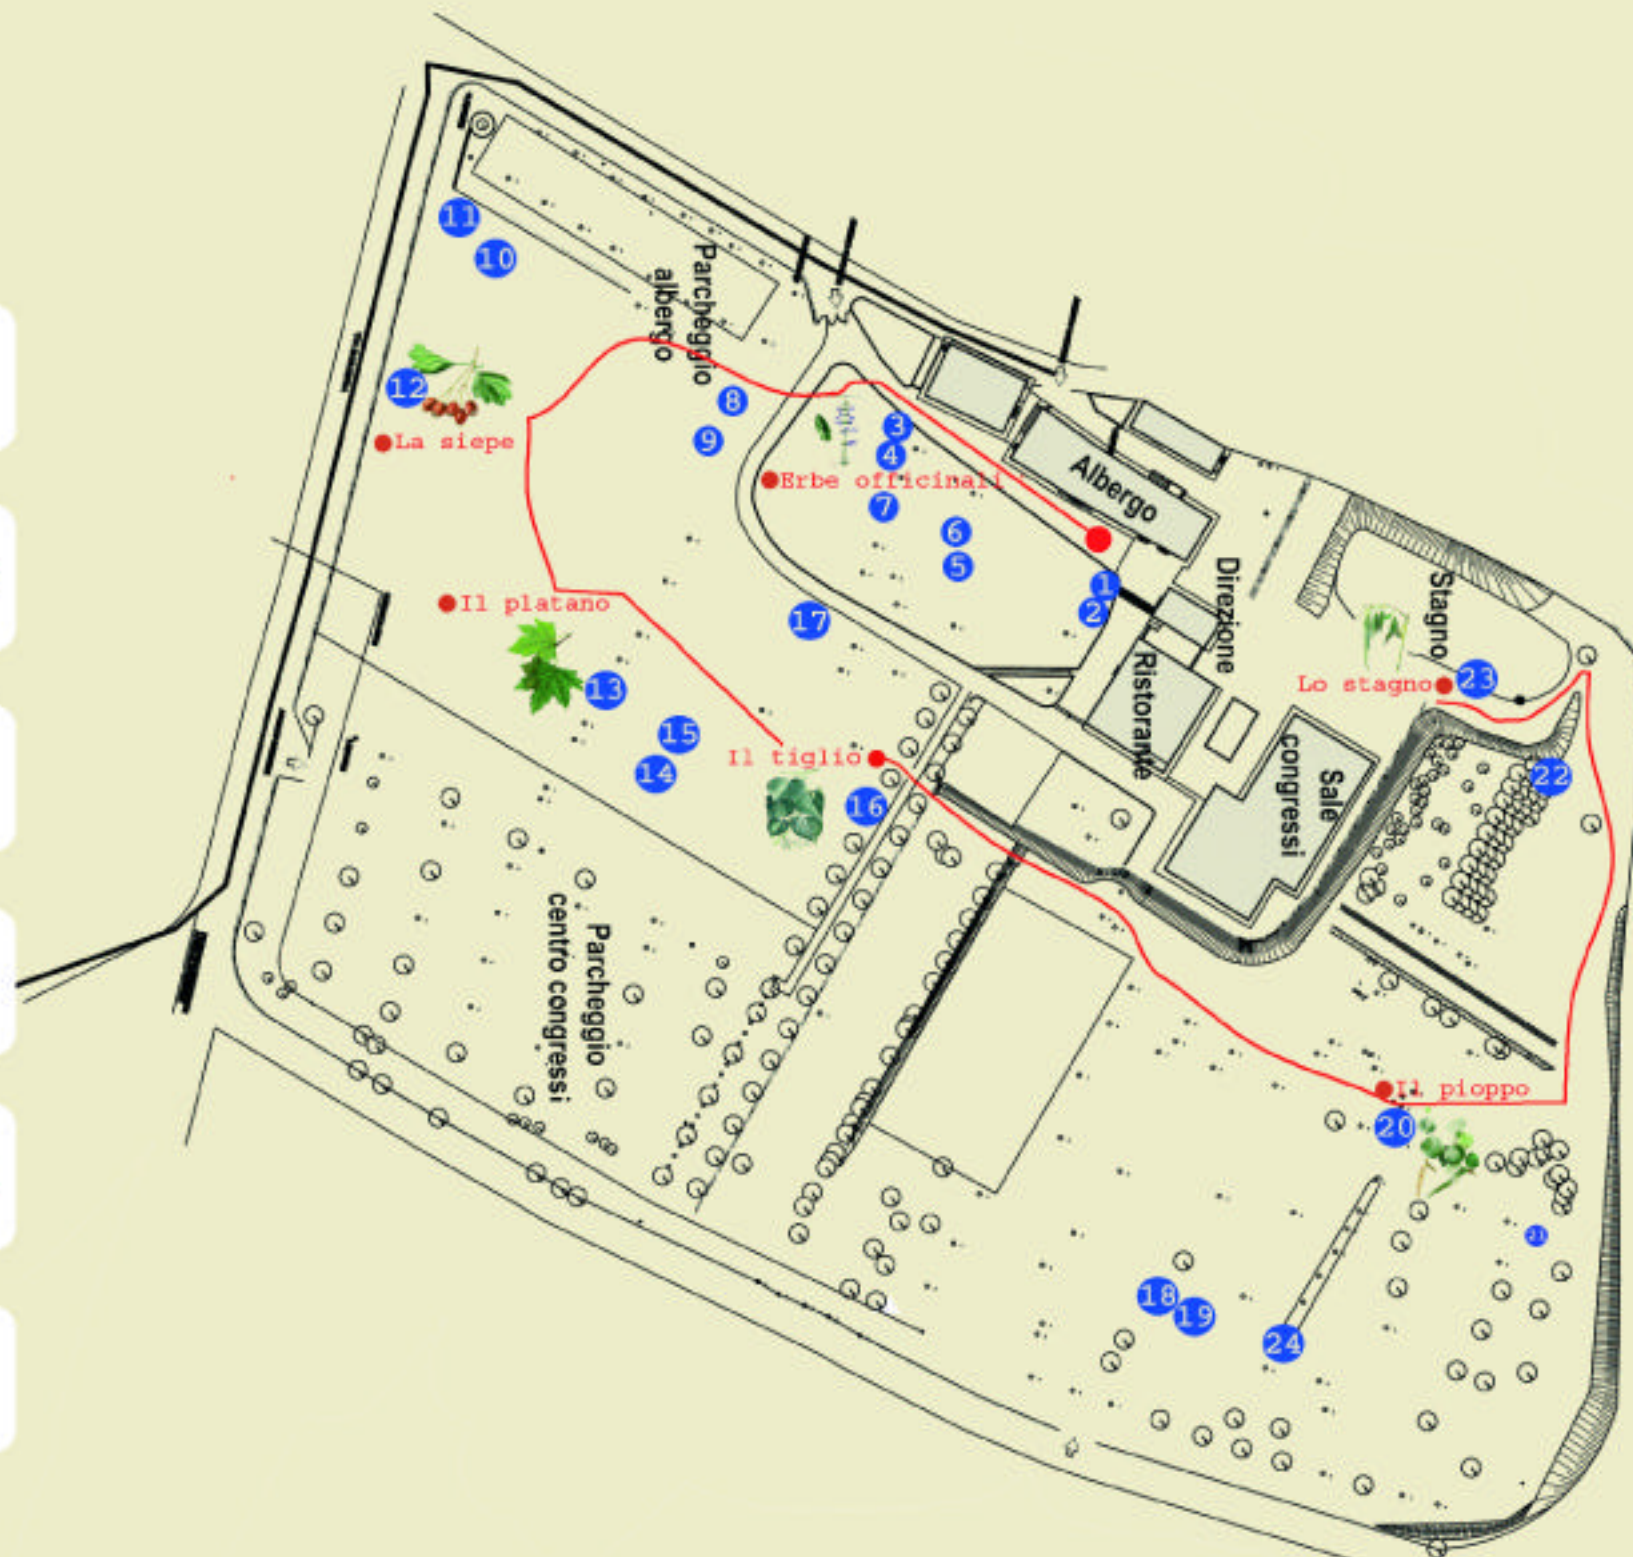 11
10
Parcheggio
albergo
12
La siepe
8
9
3
4
Erbe officinali
7
6
5
Albergo
1
2
Direzione
Stagno
Il platano
17
13
Ristorante
Lo stagno
23
15
14
Il tiglio
16
Sale
congressi
22
Parcheggio
centro congressi
Il pioppo
20
18
19
24